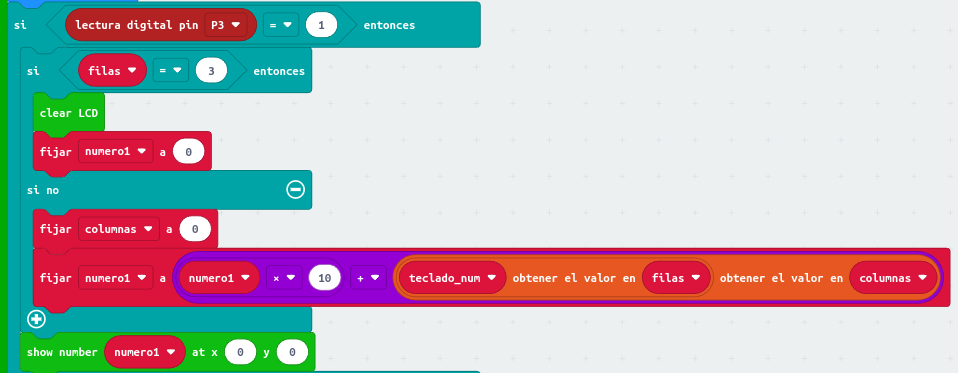 si lectura digital pin P3 = 1 entonces
si filas = 3 entonces
clear LCD
fijar numero1 a 0
si no
fijar columnas a 0
fijar numero1 a numero1 × 10 + teclado_num obtener el valor en filas obtener el valor en columnas
show number numero1 at x 0 y 0